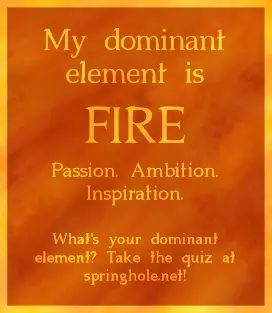 My dominant
element is
FIRE
Passion. Ambition.
Inspiration.
What's your dominant
element? Take the quiz at
springhole.net!